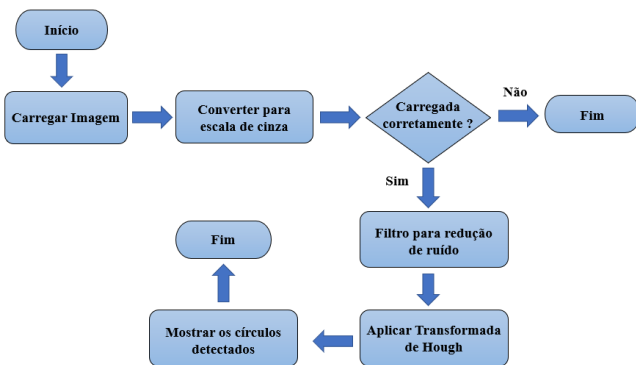 Início
Carregar Imagem
Converter para
escala de cinza
Carregada
corretamente ?
Não
Fim
Sim
Filtro para redução
de ruído
Aplicar Transformada
de Hough
Mostrar os círculos
detectados
Fim